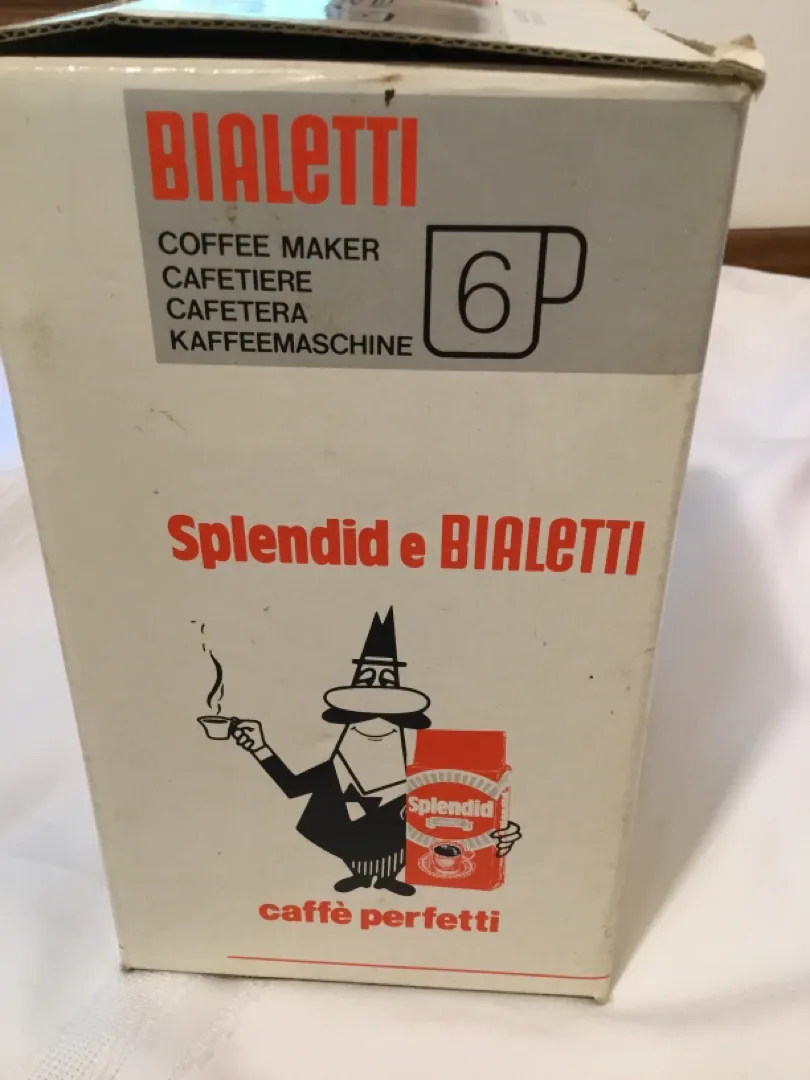 BIALETTI
COFFEE MAKER
CAFETIERE
CAFETERA
KAFFEEMASCHINE
6
Splendid e BIALETTI
Splendid
caffè perfetti